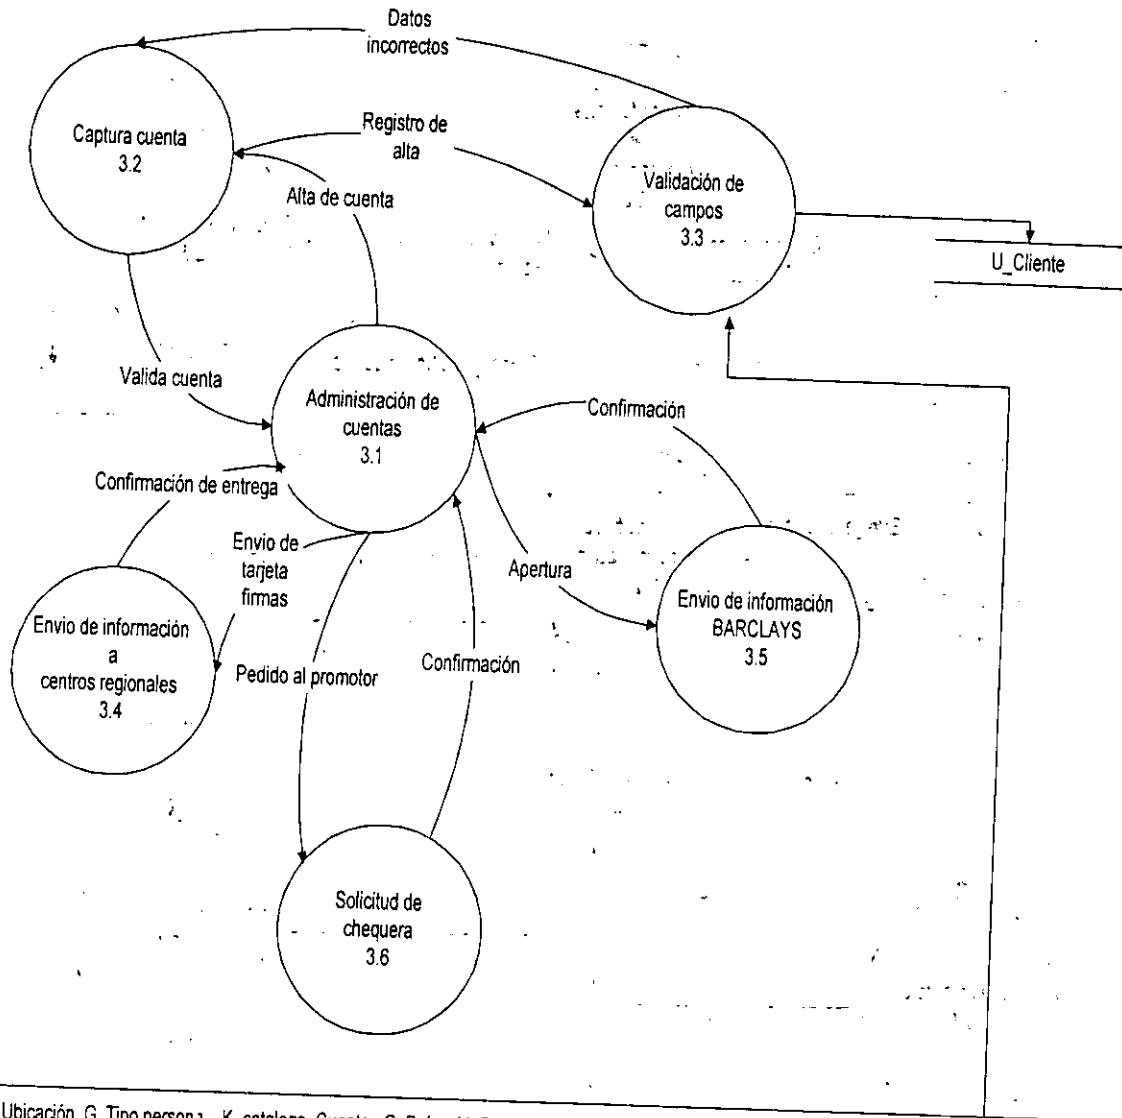 Datos
incorrectos
Captura cuenta
3.2
Registro de
alta
Alta de cuenta
Validación de
campos
3.3
U_Cliente
Valida cuenta
Administración de
cuentas
3.1
Confirmación
Confirmación de entrega
Envio de
tarjeta
firmas
Apertura
Envio de información
BARCLAYS
3.5
Envio de información
a
centros regionales
3.4
Pedido al promotor
Confirmación
Solicitud de
chequera
3.6
Ubicación, G_Tipo